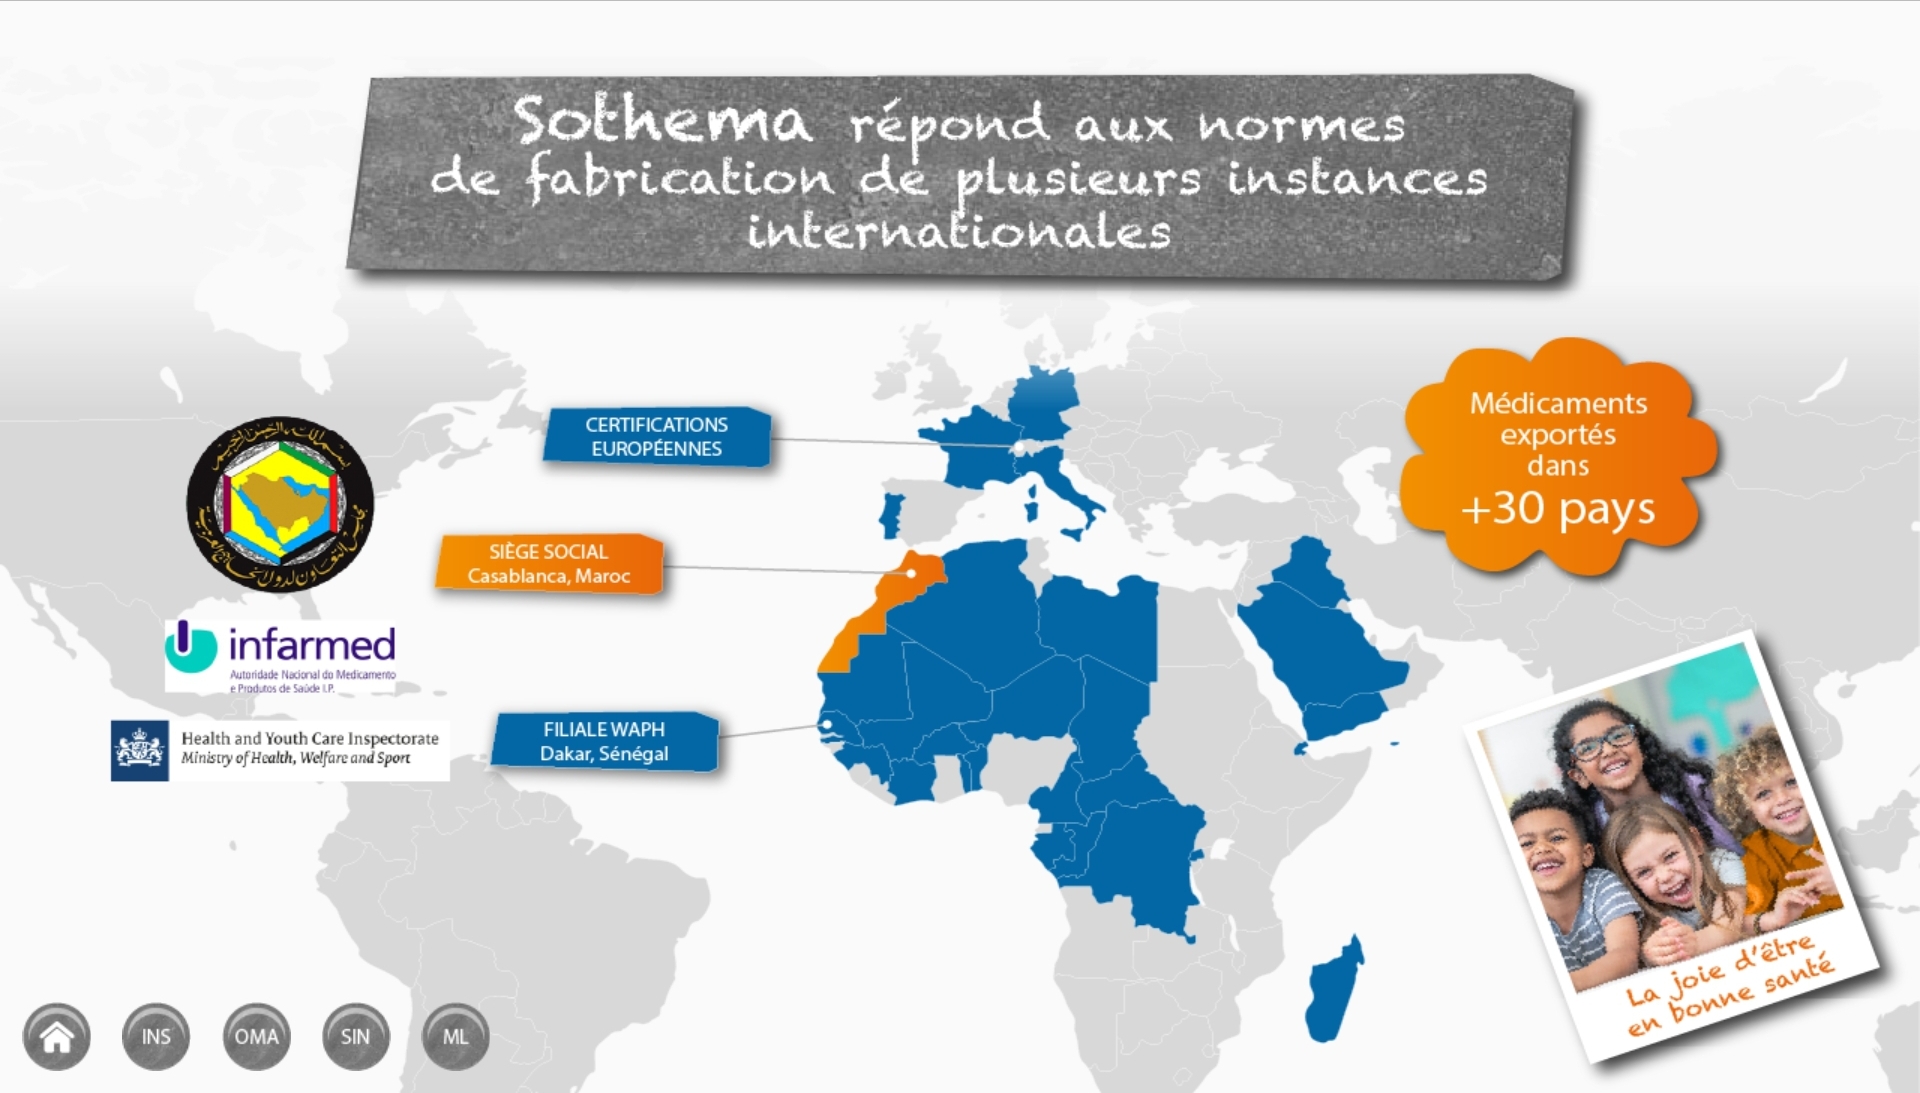 Sothema répond aux normes
de fabrication de plusieurs instances
internationales
CERTIFICATIONS
EUROPÉENNES
Médicaments
exportés
dans
+30 pays
SIÈGE SOCIAL
Casablanca, Maroc
infarmed
Autoridade Nacional do Medicamento
e Produtos de Saúde I.P.
Health and Youth Care Inspectorate
Ministry of Health, Welfare and Sport
FILIALE WAPH
Dakar, Sénégal
La joie d'être
en bonne santé
INS
OMA
SIN
ML